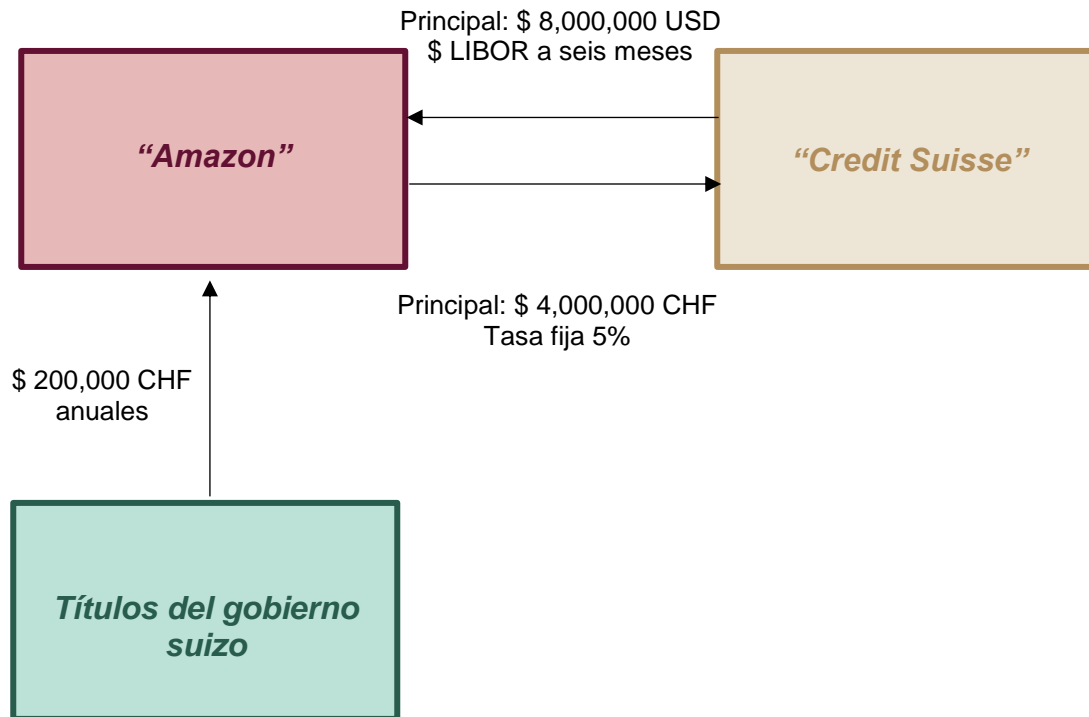 Principal: $ 8,000,000 USD
$ LIBOR a seis meses
“Amazon”
“Credit Suisse”
Principal: $ 4,000,000 CHF
Tasa fija 5%
$ 200,000 CHF
anuales
Títulos del gobierno
suizo